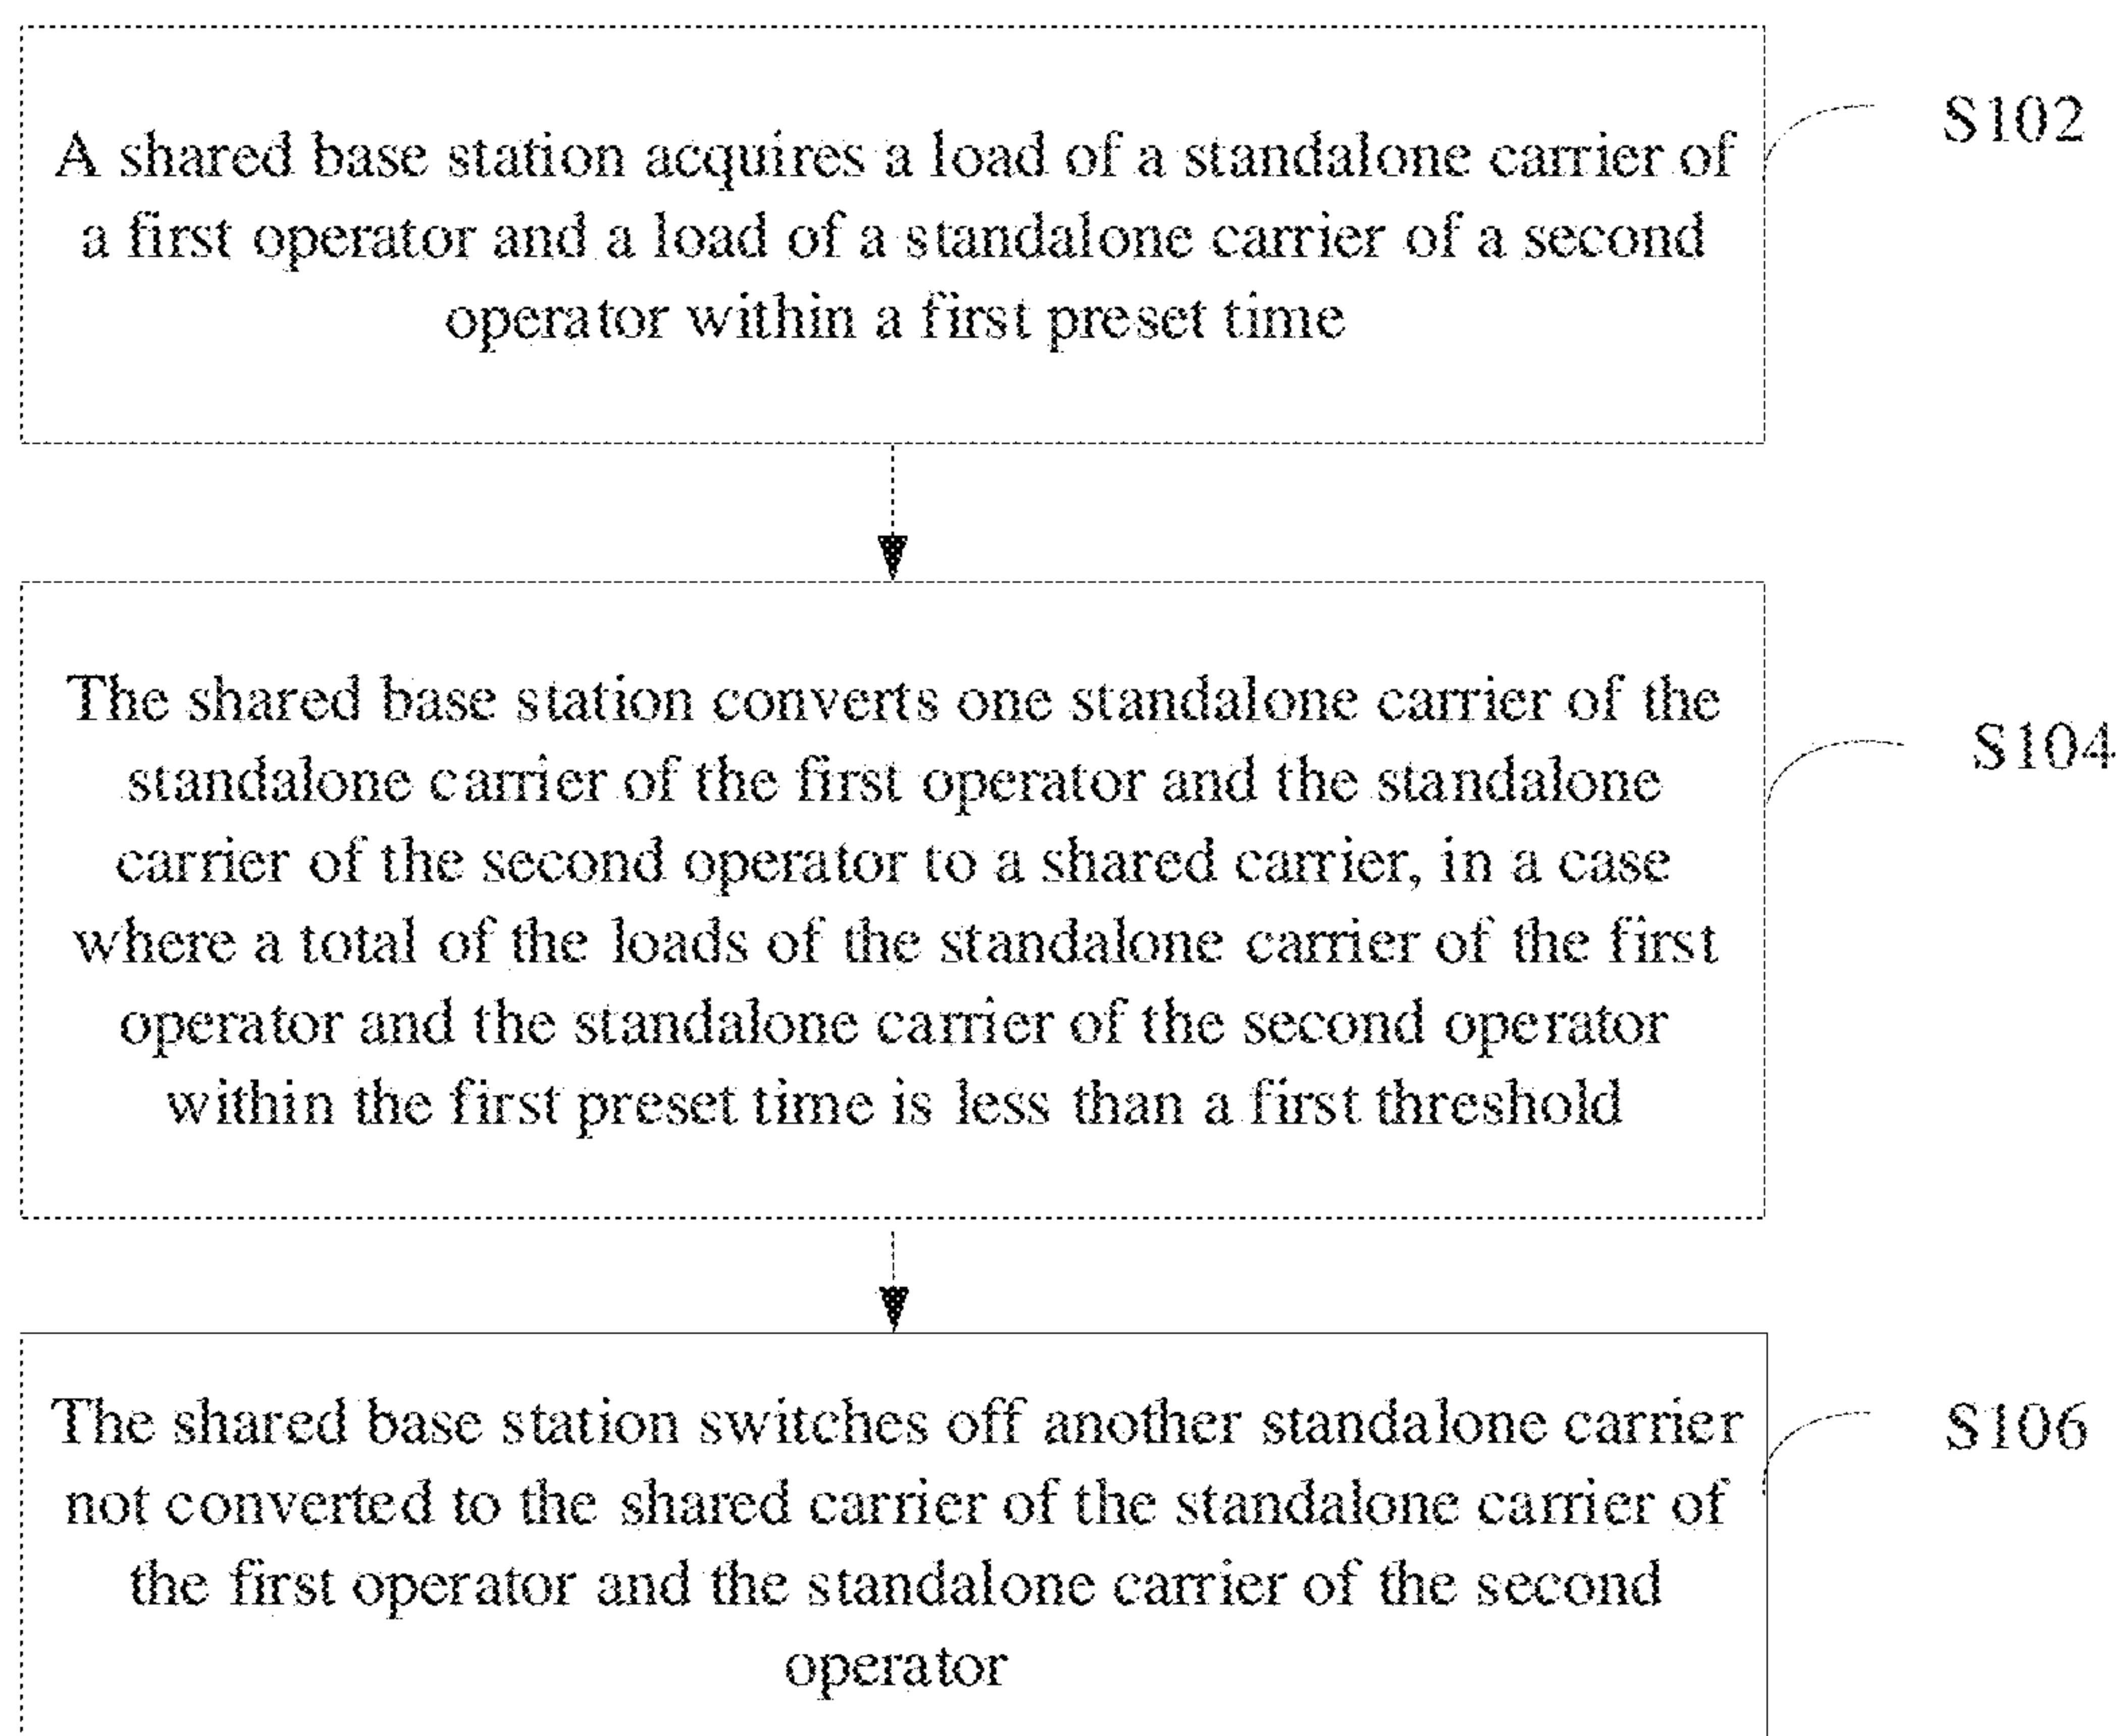 A shared base station acquires a load of a standalone carrier of
a first operator and a load of a standalone carrier of a second
operator within a first preset time
S102
The shared base station converts one standalone carrier of the
standalone carrier of the first operator and the standalone
carrier of the second operator to a shared carrier, in a case
where a total of the loads of the standalone carrier of the first
operator and the standalone carrier of the second operator
within the first preset time is less than a first threshold
S104
The shared base station switches off another standalone carrier
not converted to the shared carrier of the standalone carrier of
the first operator and the standalone carrier of the second
operator
S106